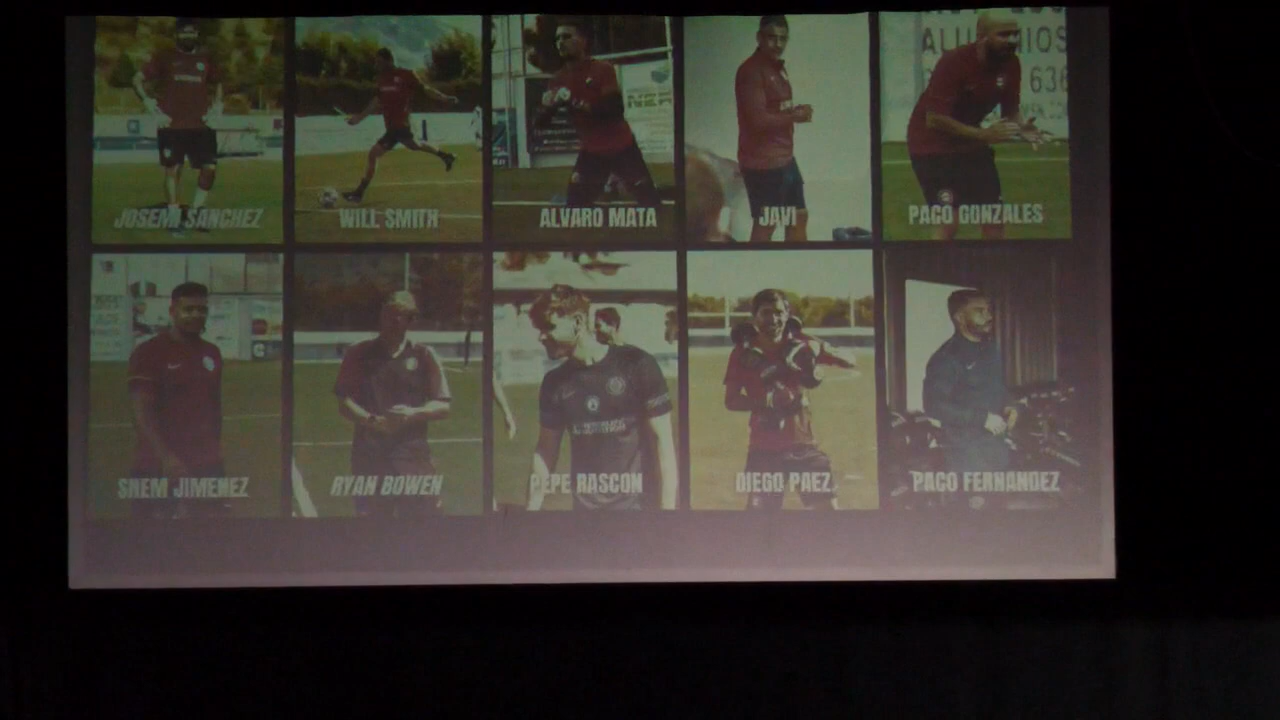 JOSEMI SANCHEZ
WILL SMITH
ALVARO MATA
JAVI
PACO GONZALES
SHEM JIMENEZ
RYAN BOWEN
PEPE RASCON
DIEGO PAEZ
PACO FERNANDEZ
636